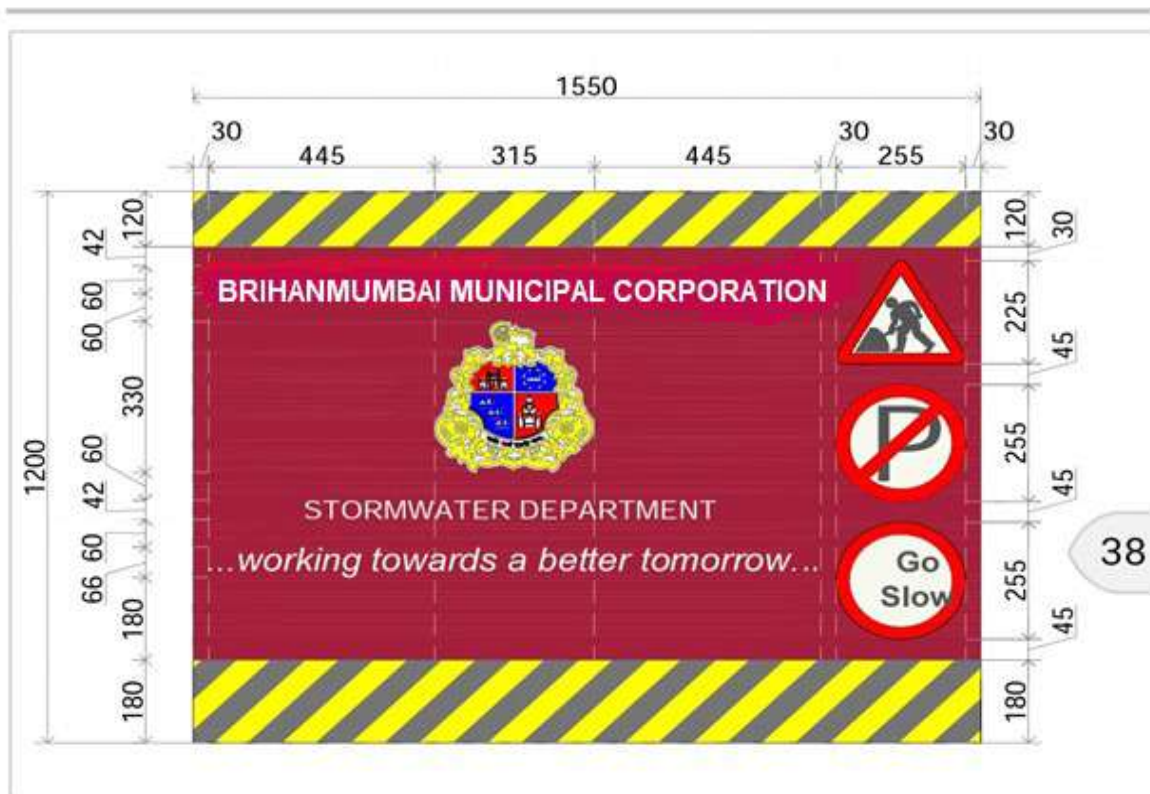 1550
30 30 30
445 315 445 255
120 120
42 30
BRIHANMUMBAI MUNICIPAL CORPORATION
60 225
60 45
330
P
1200 255
60 45
42 STORMWATER DEPARTMENT
38
60 ...working towards a better tomorrow... Go
66 Slow 255
180 45
180 180